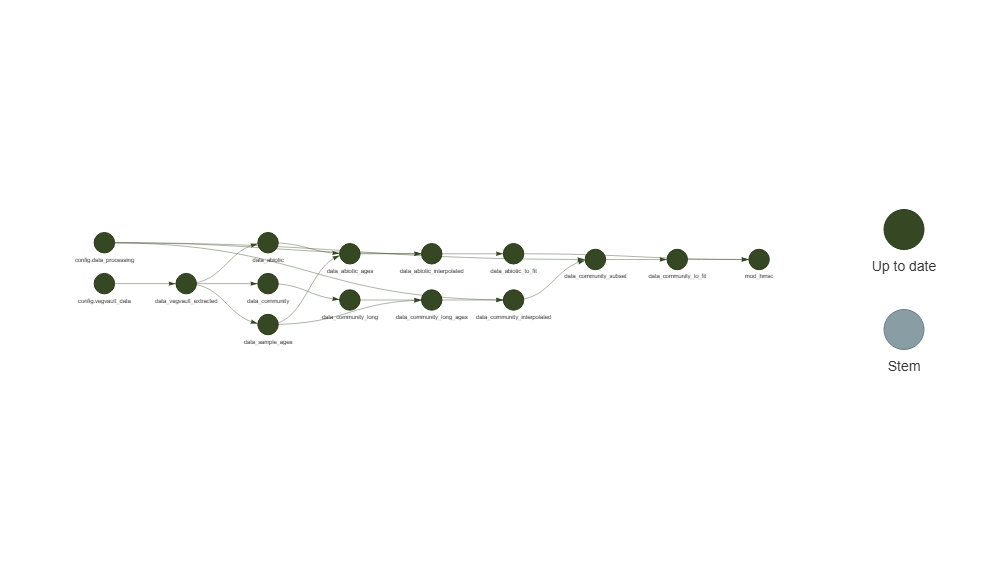 config.data_processing
data_abiotic
data_abiotic_ages
data_abiotic_interpolated
data_abiotic_to_fit
data_community_subset
data_community_to_fit
mod_hmsc
config.vegvault_data
data_vegvault_extracted
data_community
data_community_long
data_community_long_ages
data_community_interpolated
data_sample_ages
Up to date
Stem